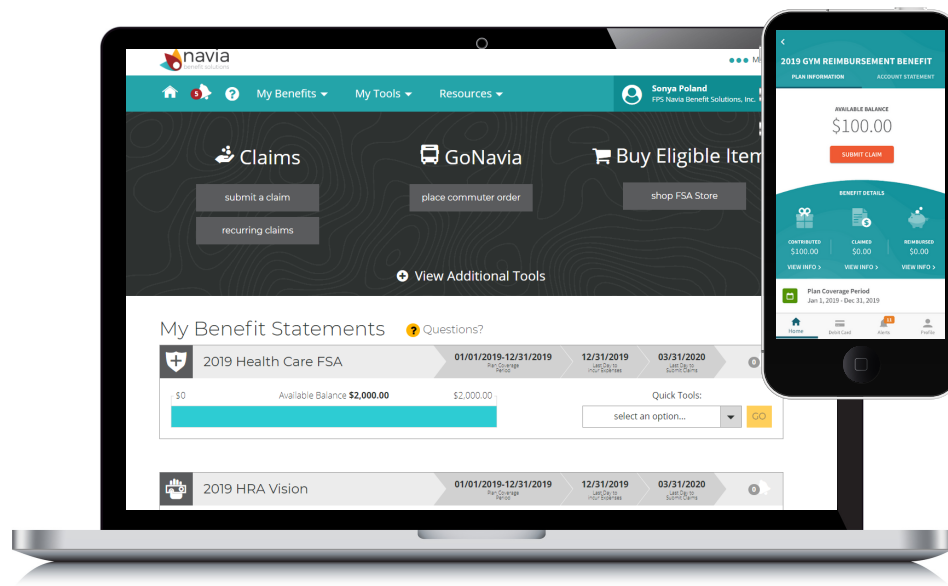 navia
benefit solutions
5
?
My Benefits
My Tools
Resources
Sonya Poland
FPS Navia Benefit Solutions, Inc.
Claims
GoNavia
Buy Eligible Item
submit a claim
place commuter order
shop FSA Store
recurring claims
View Additional Tools
My Benefit Statements
? Questions?
2019 Health Care FSA
01/01/2019-12/31/2019
Plan Coverage
Period
12/31/2019
Last Day to
Incur Expenses
03/31/2020
Last Day to
Submit Claims
0
$0
Available Balance $2,000.00
$2,000.00
Quick Tools:
select an option...
GO
2019 HRA Vision
01/01/2019-12/31/2019
Plan Coverage
Period
12/31/2019
Last Day to
Incur Expenses
03/31/2020
Last Day to
Submit Claims
0
2019 GYM REIMBURSEMENT BENEFIT
PLAN INFORMATION
ACCOUNT STATEMENT
AVAILABLE BALANCE
$100.00
SUBMIT CLAIM
BENEFIT DETAILS
CONTRIBUTED
$100.00
VIEW INFO >
CLAIMED
$0.00
VIEW INFO >
REIMBURSED
$0.00
VIEW INFO >
Plan Coverage Period
Jan 1, 2019 - Dec 31, 2019
Home
Debit Card
11
Alerts
Profile